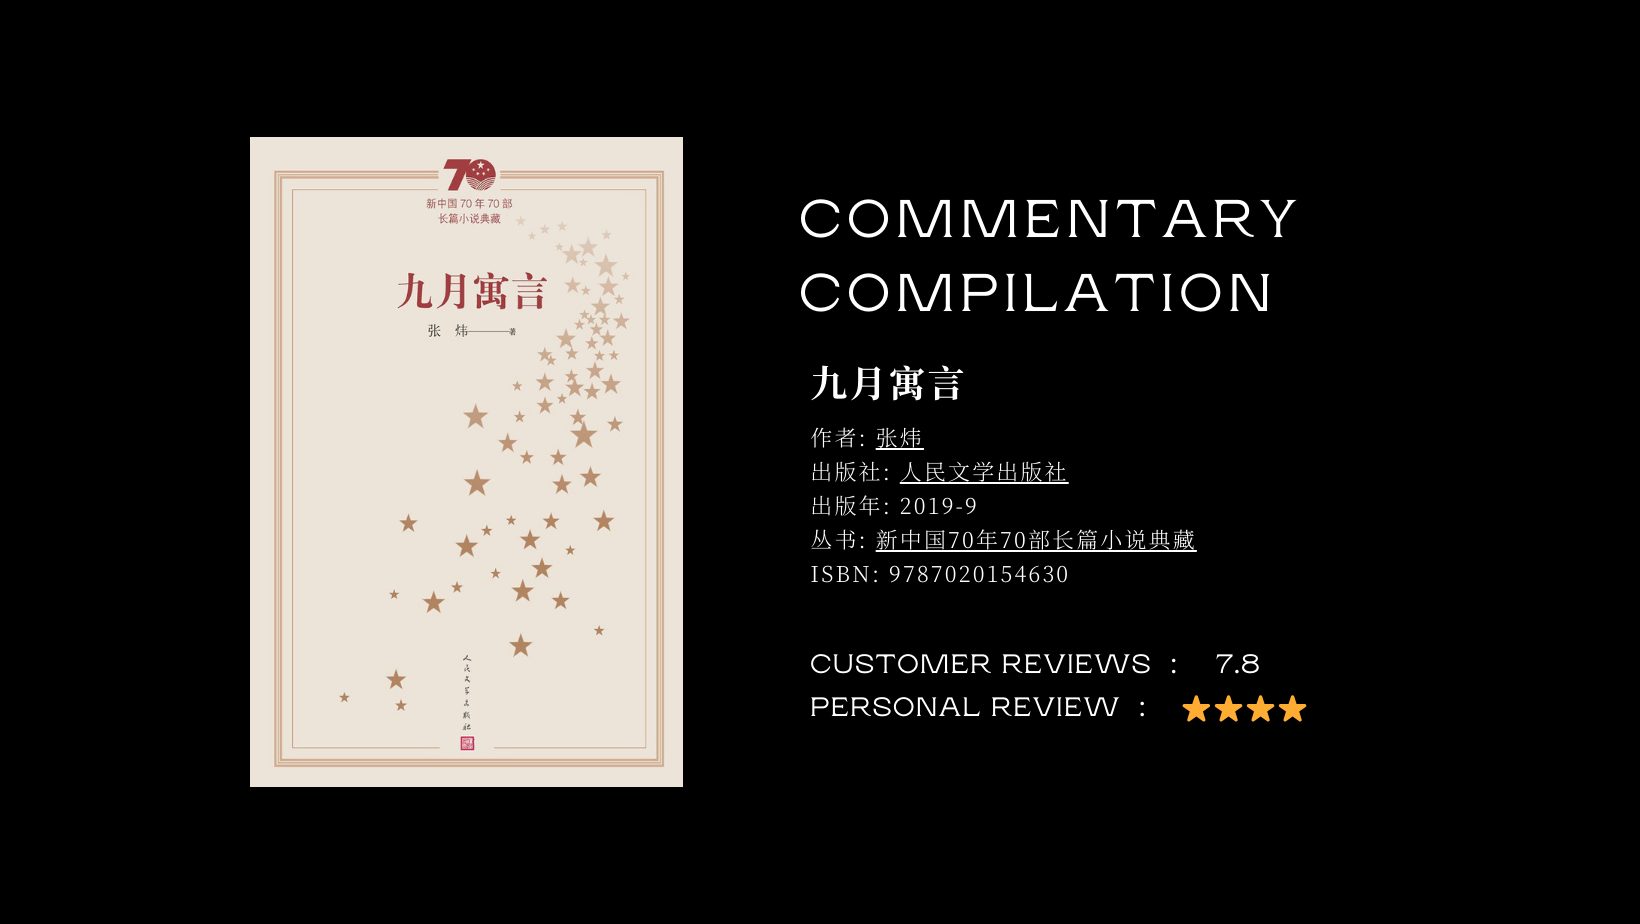 70
新中国 70 年 70 部
长篇小说典藏
九月寓言
张 炜——著
人民文学出版社
COMMENTARY
COMPILATION
九月寓言
作者: 张炜
出版社: 人民文学出版社
出版年: 2019-9
丛书: 新中国70年70部长篇小说典藏
ISBN: 9787020154630
CUSTOMER REVIEWS : 7.8
PERSONAL REVIEW : ⭐⭐⭐⭐